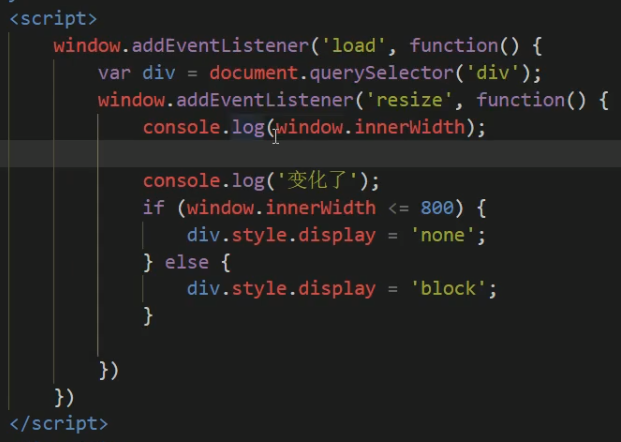 <script>
window.addEventListener('load', function() {
var div = document.querySelector('div');
window.addEventListener('resize', function() {
console.log(window.innerWidth);
console.log('变化了');
if (window.innerWidth <= 800) {
div.style.display = 'none';
} else {
div.style.display = 'block';
}
})
})
</script>